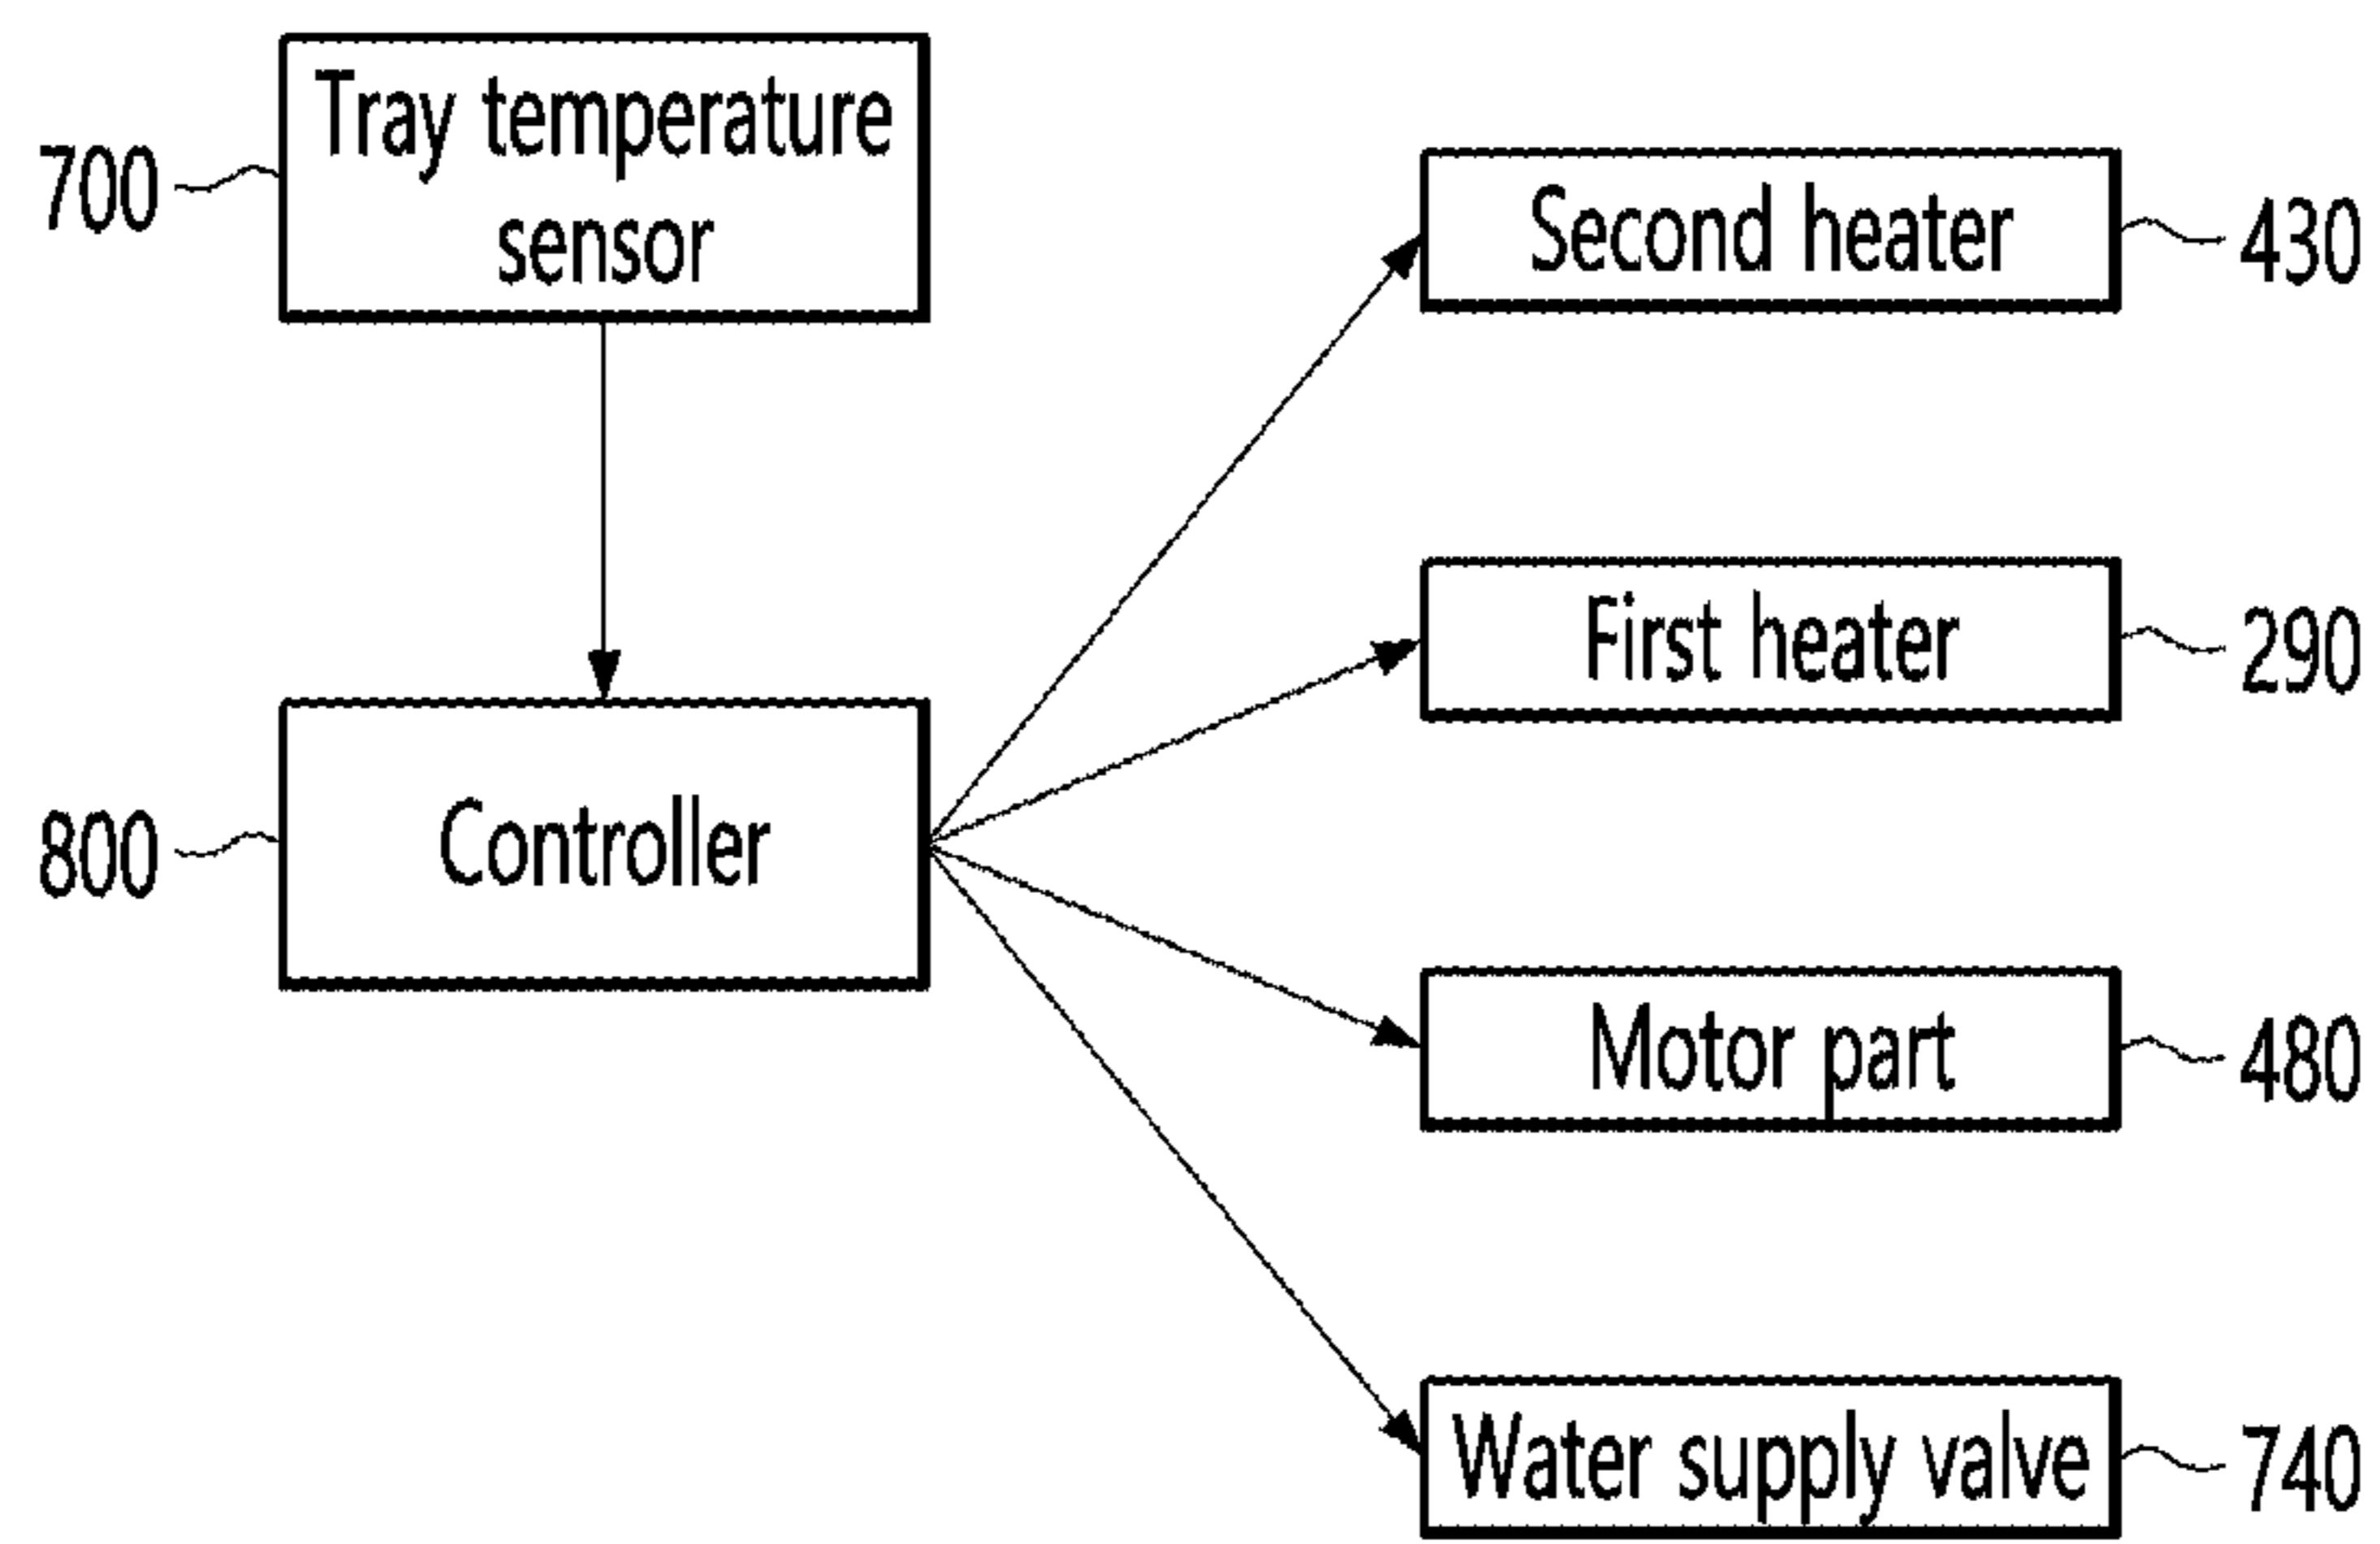 Tray temperature
sensor
700
Second heater
430
First heater
290
Controller
800
Motor part
480
Water supply valve
740